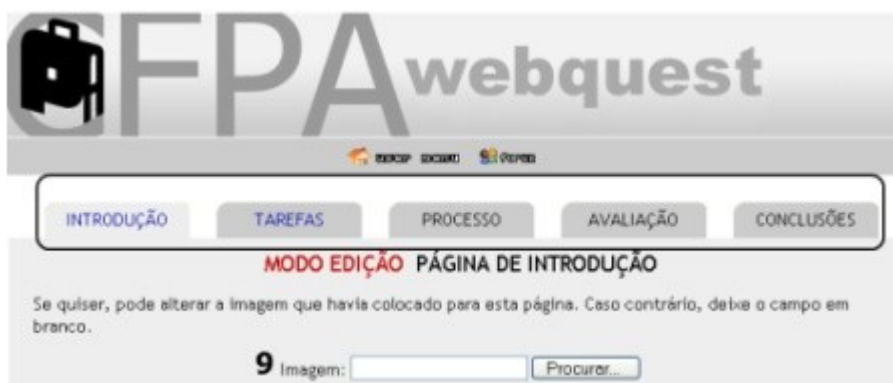 CFPA webquest
INTRODUÇÃO TAREFAS PROCESSO AVALIAÇÃO CONCLUSÕES
MODO EDIÇÃO PÁGINA DE INTRODUÇÃO
Se quiser, pode alterar a imagem que havia colocado para esta página. Caso contrário, deixe o campo em
branco.
9 Imagem: Procurar...